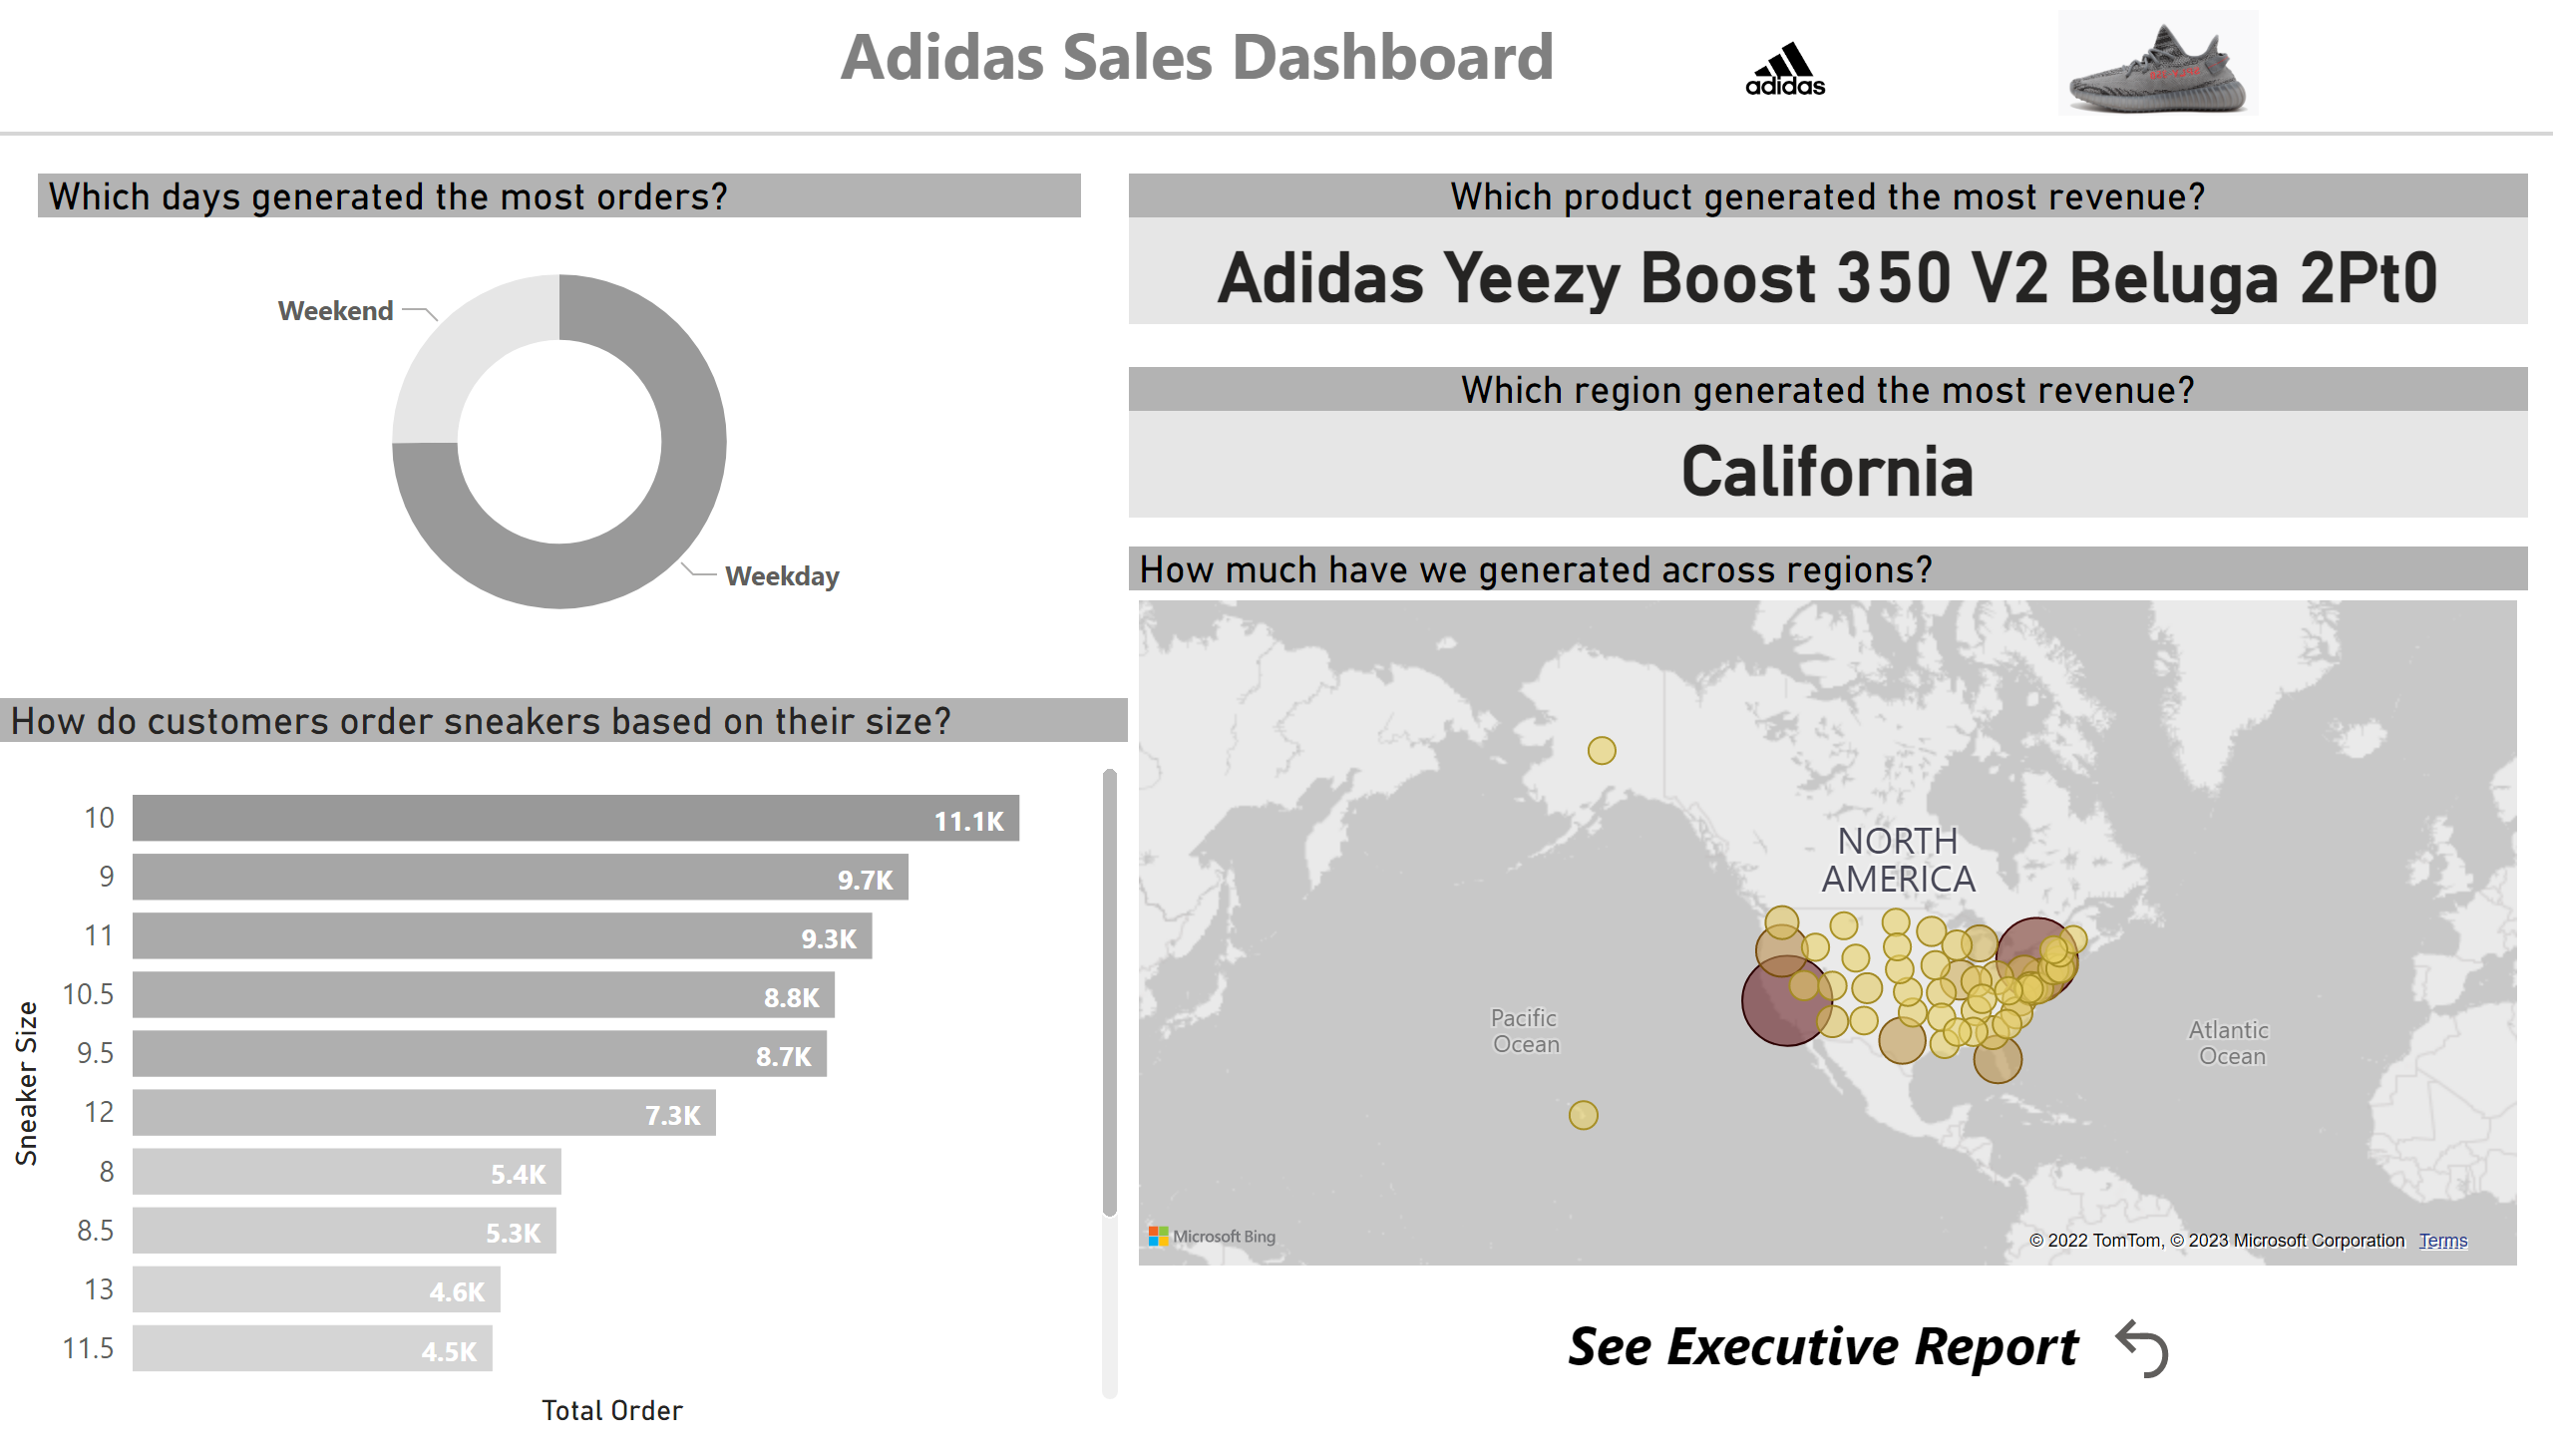 Adidas Sales Dashboard
adidas
Which days generated the most orders?
Weekend
Weekday
Which product generated the most revenue?
Adidas Yeezy Boost 350 V2 Beluga 2Pt0
Which region generated the most revenue?
California
How much have we generated across regions?
NORTH
AMERICA
Pacific
Ocean
Atlantic
Ocean
Microsoft Bing
© 2022 TomTom, © 2023 Microsoft Corporation Terms
How do customers order sneakers based on their size?
Sneaker Size
10 11.1K
9 9.7K
11 9.3K
10.5 8.8K
9.5 8.7K
12 7.3K
8 5.4K
8.5 5.3K
13 4.6K
11.5 4.5K
Total Order
See Executive Report